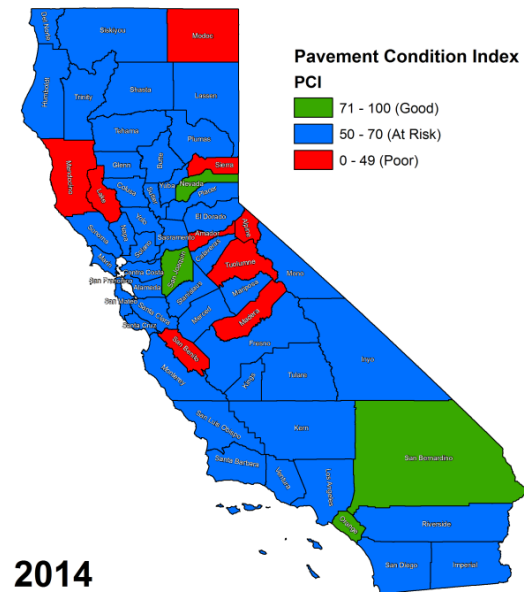 Pavement Condition Index
PCI
71 - 100 (Good)
50 - 70 (At Risk)
0 - 49 (Poor)
Del Norte
Siskiyou
Modoc
Humboldt
Trinity
Shasta
Lassen
Tehama
Plumas
Mendocino
Glenn
Butte
Sierra
Lake
Colusa
Sutter
Yuba
Nevada
Placer
Sonoma
Napa
Yolo
El Dorado
Solano
Sacramento
Amador
Alpine
Marin
Contra Costa
San Joaquin
Calaveras
Tuolumne
Mono
San Francisco
Alameda
Stanislaus
Mariposa
San Mateo
Santa Clara
Merced
Madera
Santa Cruz
San Benito
Fresno
Inyo
Monterey
Kings
Tulare
San Luis Obispo
Kern
San Bernardino
Santa Barbara
Ventura
Los Angeles
Orange
Riverside
San Diego
Imperial
2014